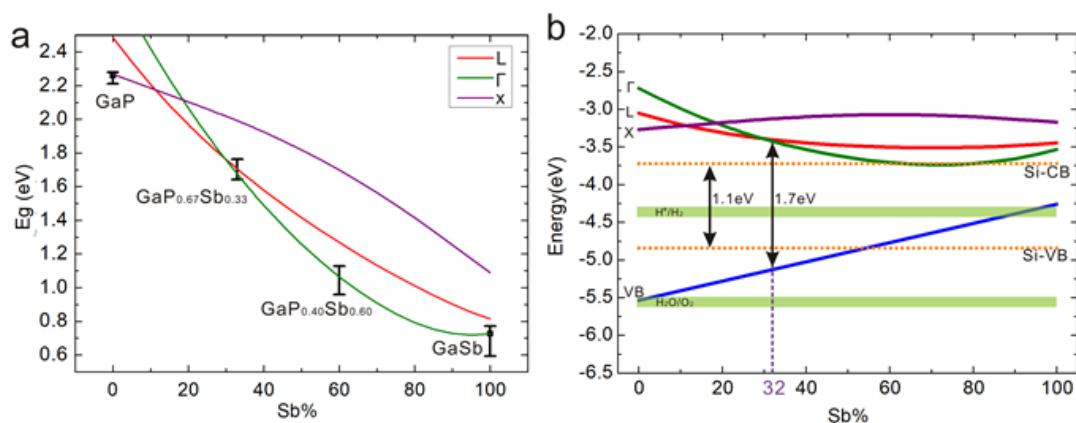 a
Eg (eV)
2.4
2.2
2.0
1.8
1.6
1.4
1.2
1.0
0.8
0.6
L
Γ
X
GaP
GaP0.67Sb0.33
GaP0.40Sb0.60
GaSb
0 20 40 60 80 100
Sb%
b
Energy(eV)
-2.0
-2.5
-3.0
-3.5
-4.0
-4.5
-5.0
-5.5
-6.0
-6.5
Γ
L
X
Si-CB
1.1eV 1.7eV
H⁺/H₂
Si-VB
VB
H₂O/O₂
0 20 32 40 60 80 100
Sb%